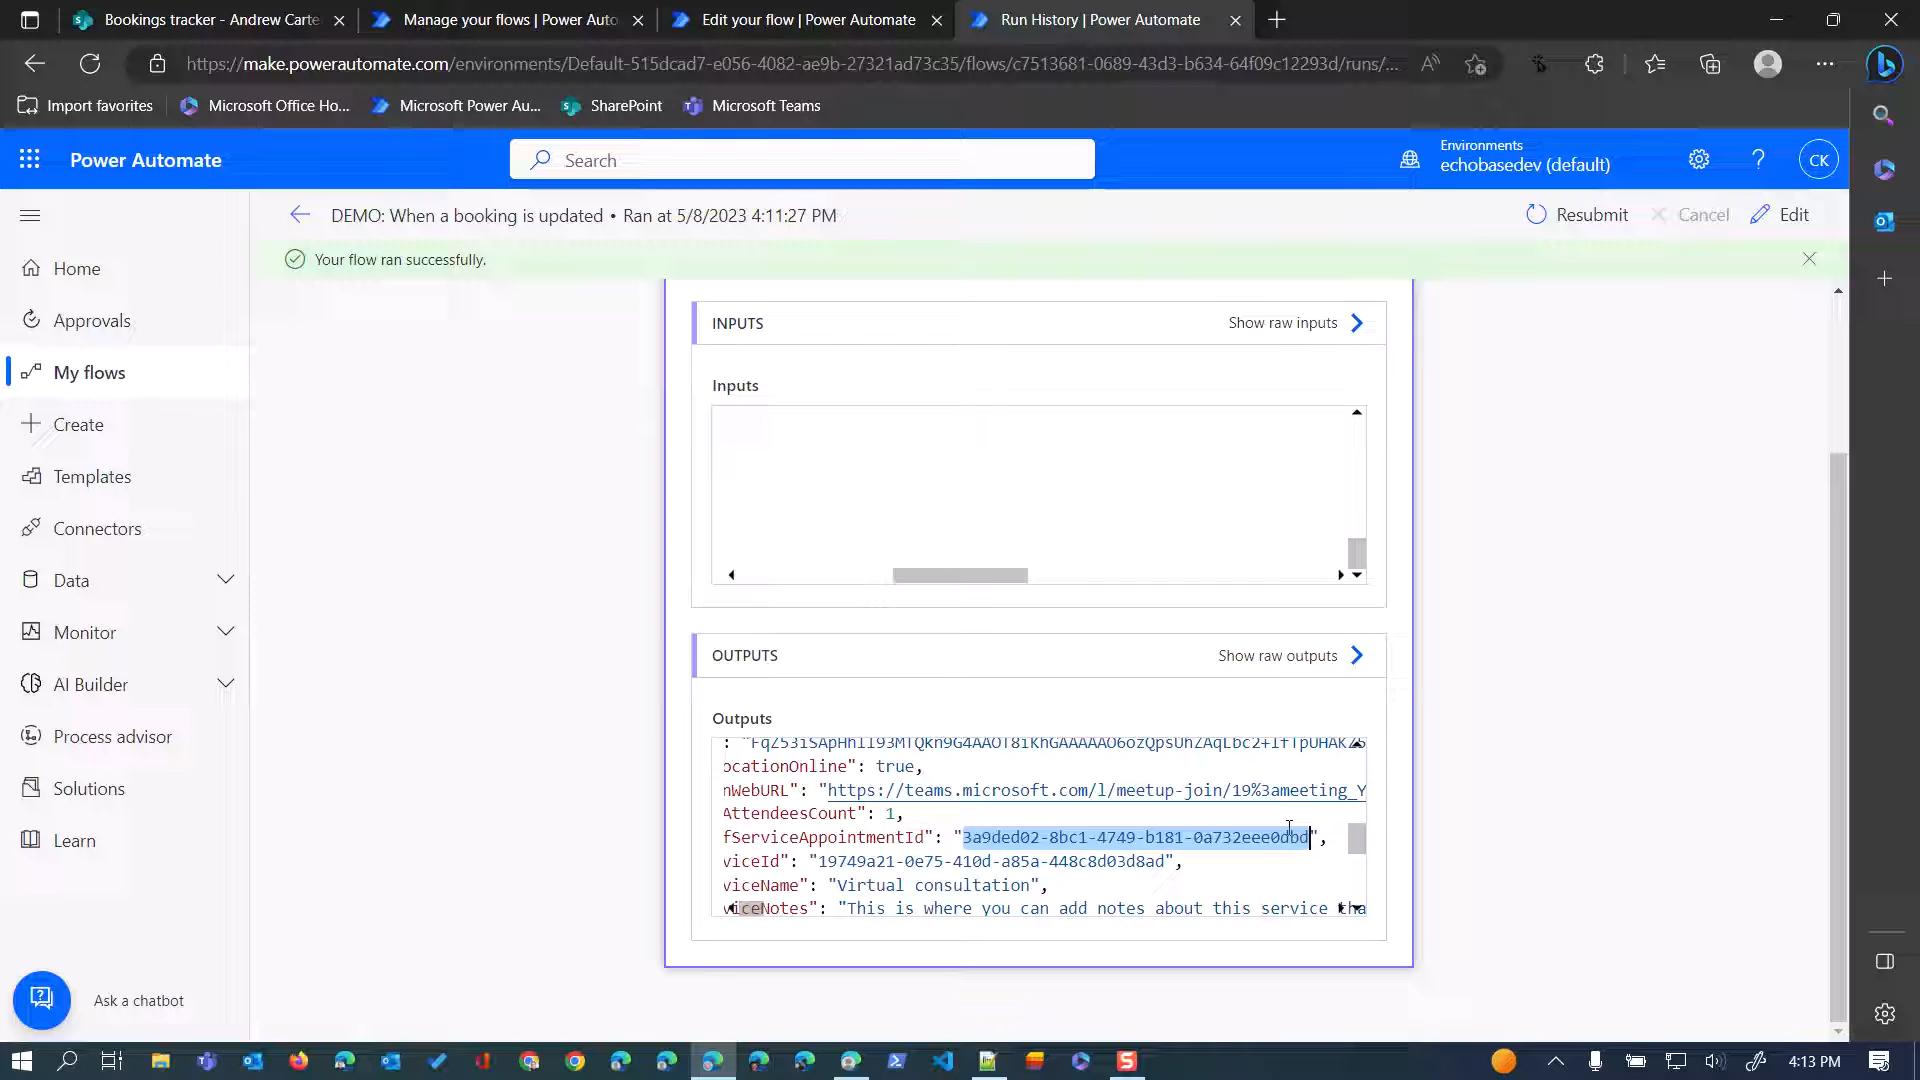 Bookings tracker - Andrew Carte
Manage your flows | Power Auto
Edit your flow | Power Automate
Run History | Power Automate
https://make.powerautomate.com/environments/Default-515dcad7-e056-4082-ae9b-27321ad73c35/flows/c7513681-0689-43d3-b634-64f09c12293d/runs/...
Import favorites
Microsoft Office Ho...
Microsoft Power Au...
SharePoint
Microsoft Teams
Power Automate
Search
Environments
echobasedev (default)
CK
DEMO: When a booking is updated • Ran at 5/8/2023 4:11:27 PM
Resubmit
Cancel
Edit
Your flow ran successfully.
Home
Approvals
My flows
Create
Templates
Connectors
Data
Monitor
AI Builder
Process advisor
Solutions
Learn
Ask a chatbot
INPUTS
Show raw inputs
Inputs
OUTPUTS
Show raw outputs
Outputs
ocationOnline": true,
nWebURL": "https://teams.microsoft.com/l/meetup-join/19%3ameeting_Y
AttendeesCount": 1,
fServiceAppointmentId": "3a9ded02-8bc1-4749-b181-0a732eee0dbd",
viceId": "19749a21-0e75-410d-a85a-448c8d03d8ad",
viceName": "Virtual consultation",
viceNotes": "This is where you can add notes about this service tha
4:13 PM